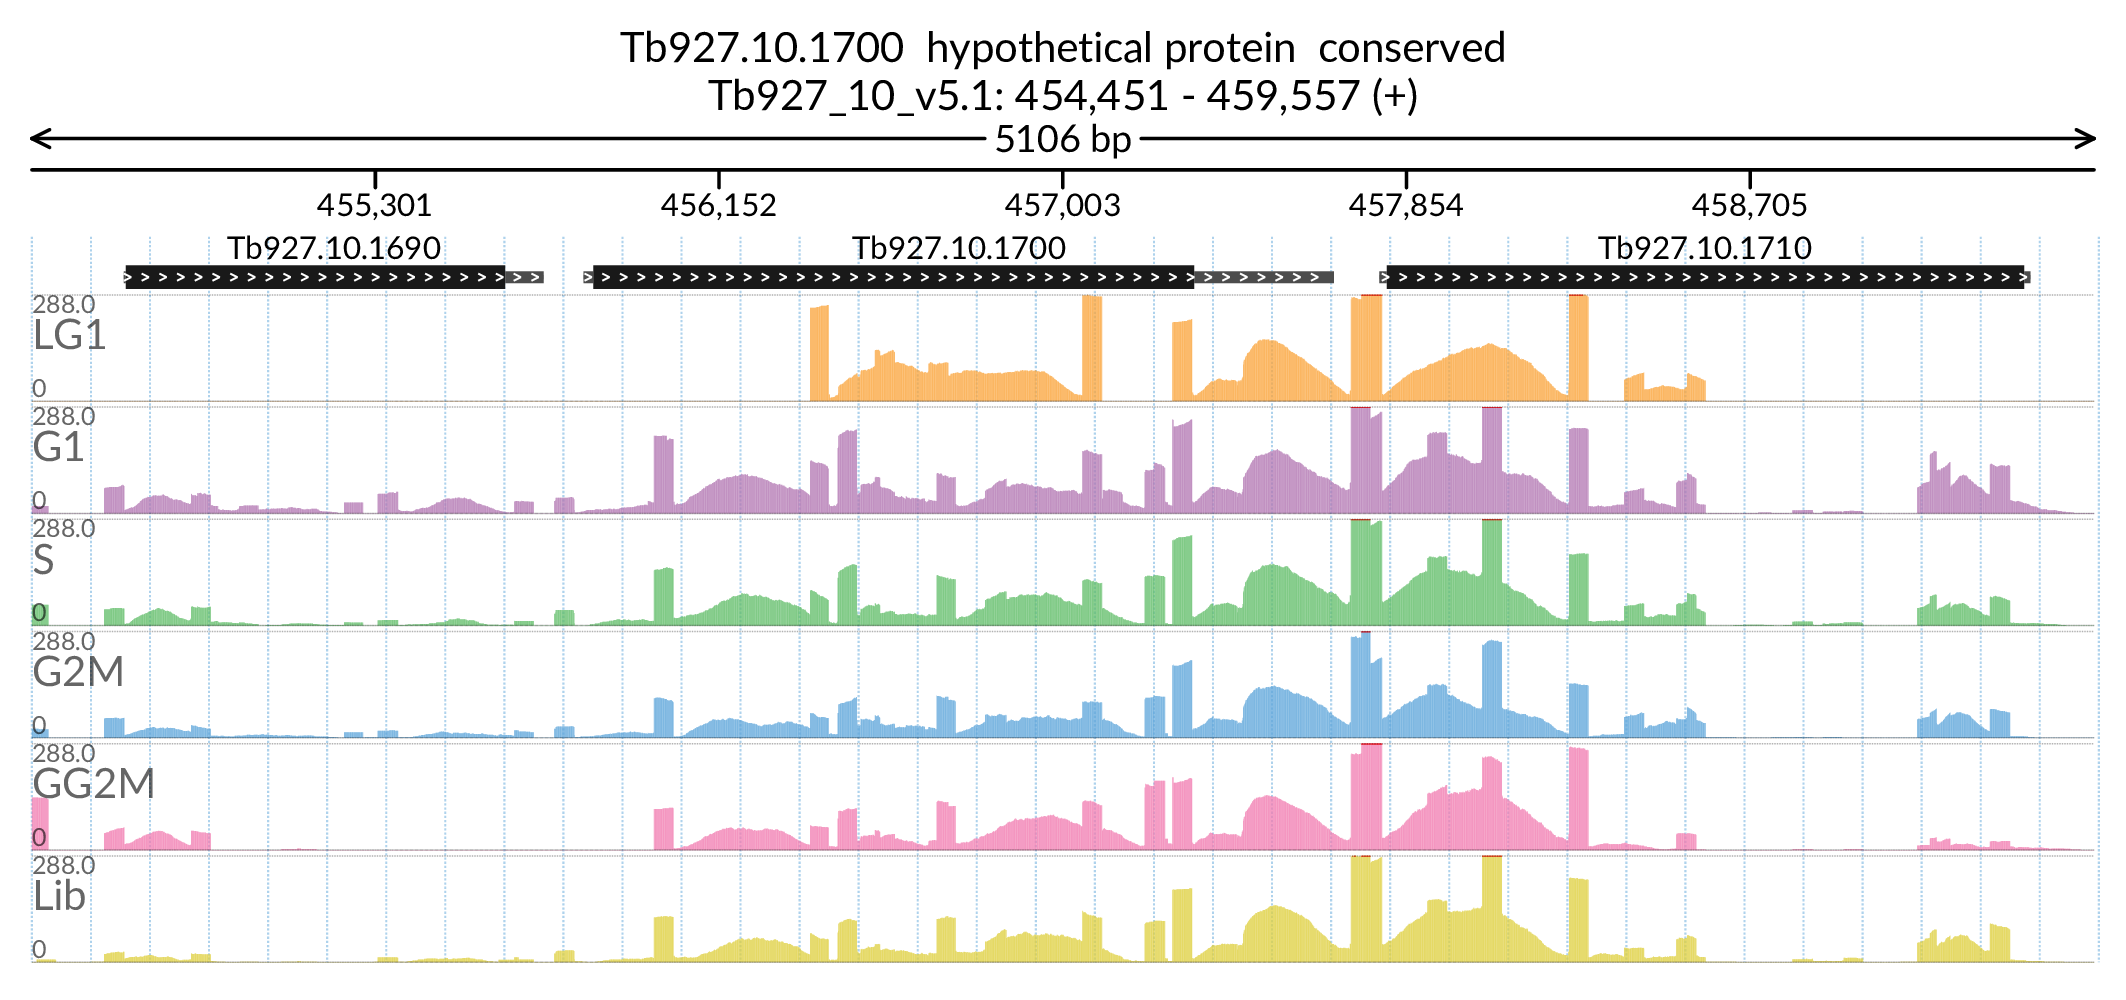 Tb927.10.1700 hypothetical protein conserved
Tb927_10_v5.1: 454,451 - 459,557 (+)
5106 bp
455,301 456,152 457,003 457,854 458,705
Tb927.10.1690 Tb927.10.1700 Tb927.10.1710
288.0
LG1
0
288.0
G1
0
288.0
S
0
288.0
G2M
0
288.0
GG2M
0
288.0
Lib
0